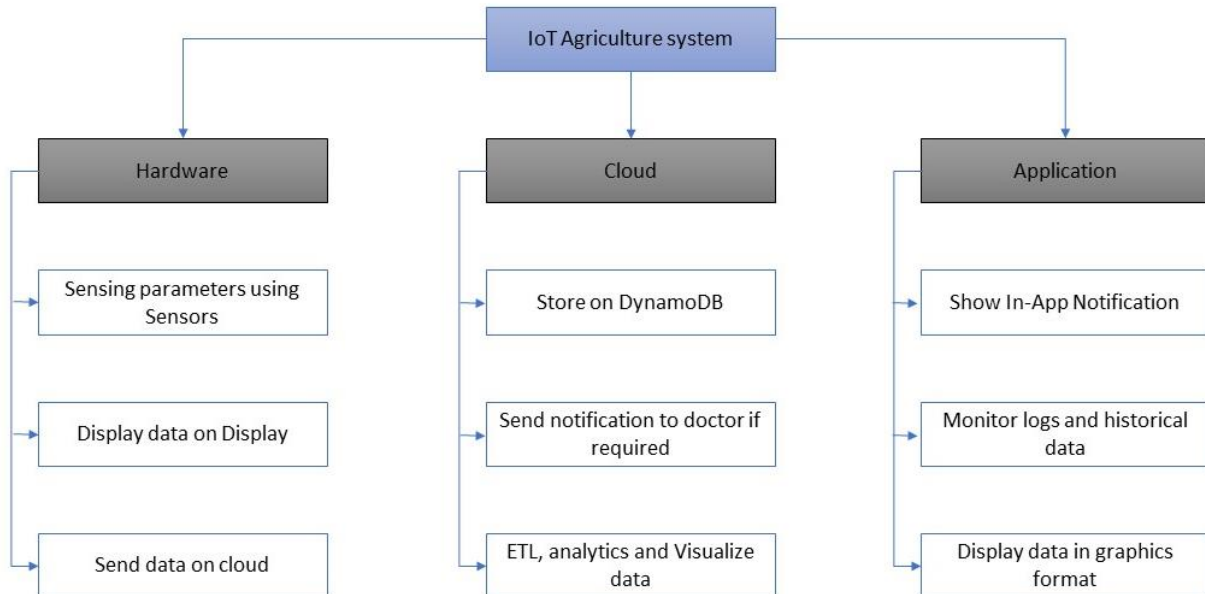 IoT Agriculture system
Hardware
Cloud
Application
Sensing parameters using
Sensors
Store on DynamoDB
Show In-App Notification
Display data on Display
Send notification to doctor if
required
Monitor logs and historical
data
Send data on cloud
ETL, analytics and Visualize
data
Display data in graphics
format